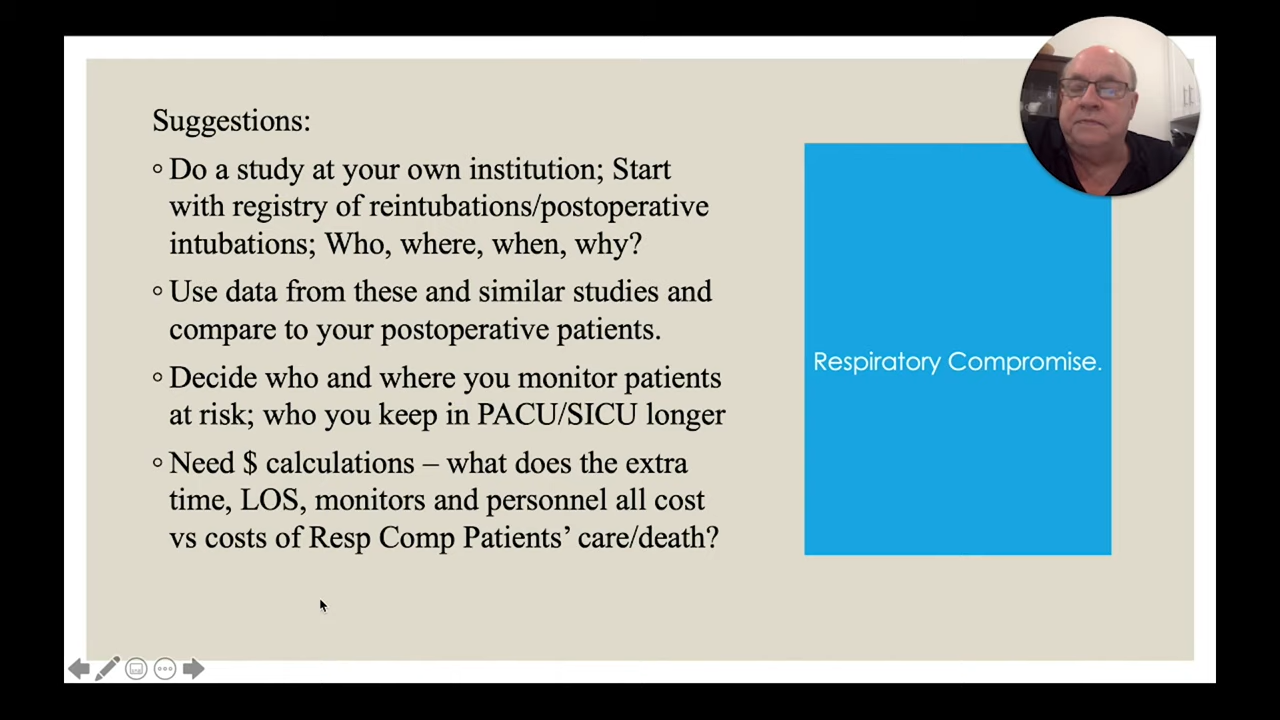 Suggestions:
◦ Do a study at your own institution; Start
with registry of reintubations/postoperative
intubations; Who, where, when, why?
◦ Use data from these and similar studies and
compare to your postoperative patients.
◦ Decide who and where you monitor patients
at risk; who you keep in PACU/SICU longer
◦ Need $ calculations – what does the extra
time, LOS, monitors and personnel all cost
vs costs of Resp Comp Patients’ care/death?
Respiratory Compromise.